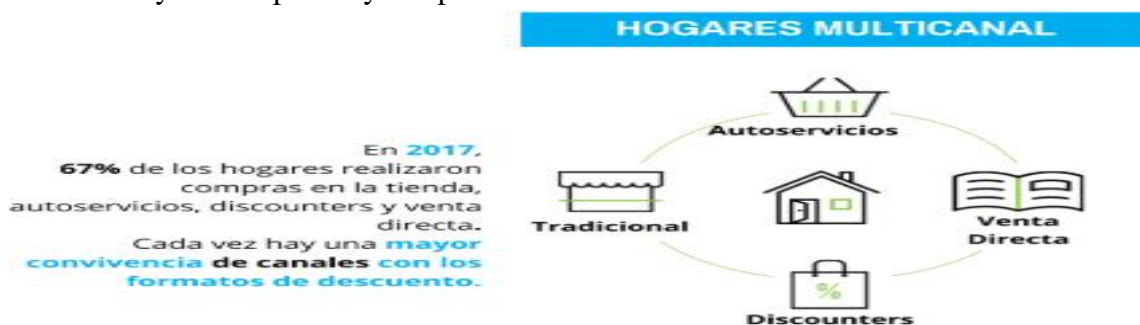 HOGARES MULTICANAL
En 2017,
67% de los hogares realizaron
compras en la tienda,
autoservicios, discounters y venta
directa.
Cada vez hay una mayor
convivencia de canales con los
formatos de descuento.
Autoservicios
Tradicional
Venta
Directa
%
Discounters